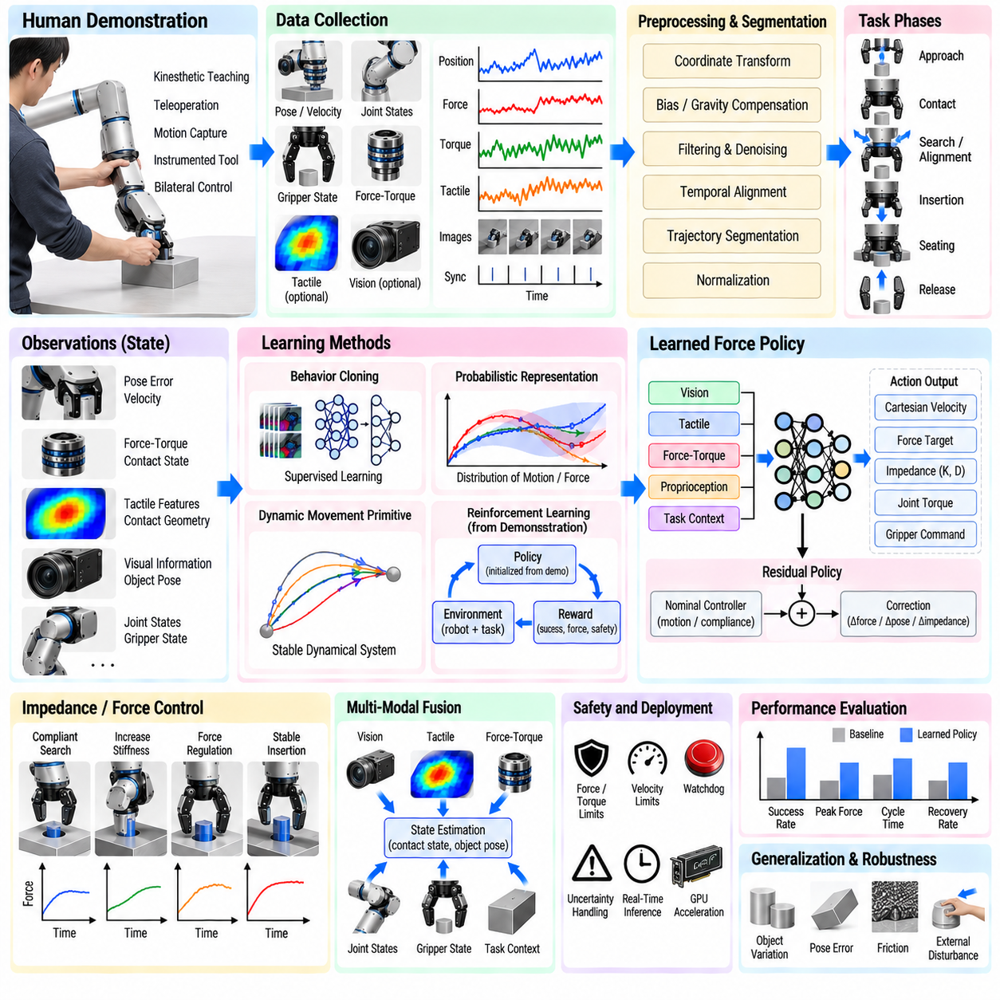 Human Demonstration
Kinesthetic Teaching
Teleoperation
Motion Capture
Instrumented Tool
Bilateral Control
Data Collection
Pose / Velocity
Joint States
Gripper State
Force-Torque
Tactile
(optional)
Vision (optional)
Position
Force
Torque
Tactile
Images
Sync
Time
Preprocessing & Segmentation
Coordinate Transform
Bias / Gravity Compensation
Filtering & Denoising
Temporal Alignment
Trajectory Segmentation
Normalization
Task Phases
Approach
Contact
Search /
Alignment
Insertion
Seating
Release
Observations (State)
Pose Error
Velocity
Force-Torque
Contact State
Tactile Features
Contact Geometry
Visual Information
Object Pose
Joint States
Gripper State
. . .
Learning Methods
Behavior Cloning
Supervised Learning
Probabilistic Representation
Distribution of Motion / Force
Dynamic Movement Primitive
Stable Dynamical System
Reinforcement Learning
(from Demonsstration)
Policy
(initialized from demo)
Environment
(robot + task)
Reward
(sucess, force, safety)
Learned Force Policy
Vision
Tactile
Force-Torque
Proprioception
Task Context
Action Output
Cartesian Velocity
Force Target
Impedance (K, D)
Joint Torque
Gripper Command
Residual Policy
Nominal Controller
(motion / compliance)
+
Correction
(Δforce / Δpose / Δimpedance)
Impedance / Force Control
Compliant
Search
Increase
Stiffness
Force
Regulation
Stable
Insertion
Force
Time
Time
Time
Time
Multi-Modal Fusion
Vision
Tactile
Force-Torque
State Estimation
(contact state, object pose)
Joint States
Gripper State
Task Context
Safety and Deployment
Force /
Torque
Limits
Velocity
Limits
Watchdog
Uncertainty
Handling
Real-Time
Inference
GPU
Acceleration
Performance Evaluation
Baseline
Learned Policy
Success
Rate
Peak Force
Cycle
Time
Recovery
Rate
Generalization & Robustness
Object
Variation
Pose Error
Friction
External
Disturbance